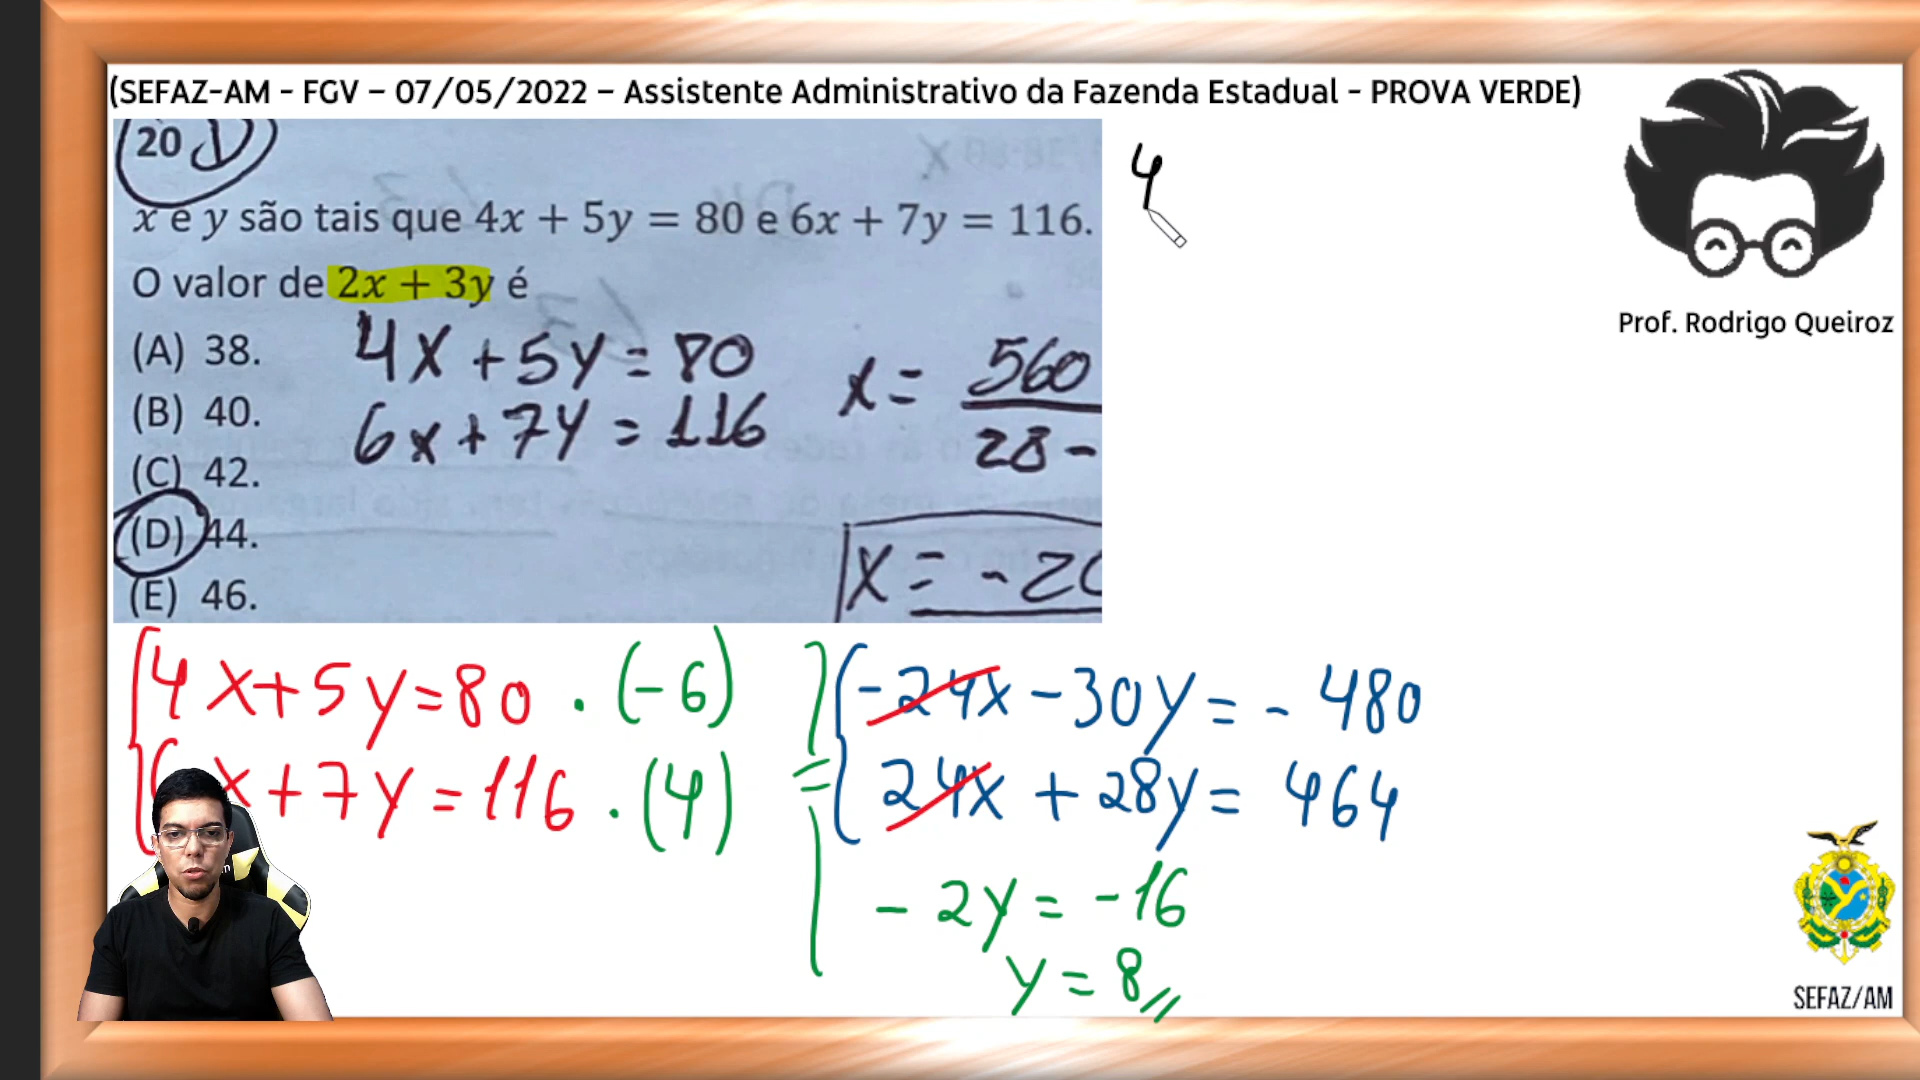 (SEFAZ-AM - FGV – 07/05/2022 – Assistente Administrativo da Fazenda Estadual - PROVA VERDE)
20
x e y são tais que 4x + 5y = 80 e 6x + 7y = 116.
O valor de 2x + 3y é
(A) 38.
(B) 40.
(C) 42.
(D) 44.
(E) 46.
4x + 5y = 80
6x + 7y = 116
x = 560
28 -
x = -20
4
Prof. Rodrigo Queiroz
4x+5y=80 . (-6)
x+7y=116 . (4)
-24x - 30y = - 480
24x + 28y = 464
- 2y = -16
y = 8
SEFAZ/AM